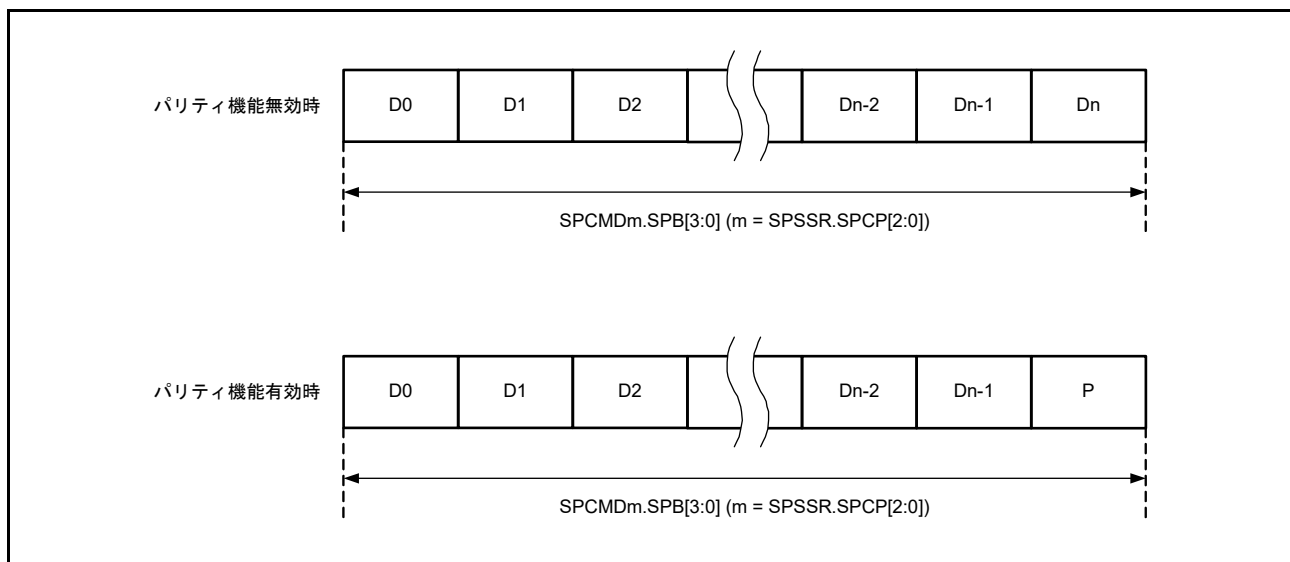 パリティ機能無効時 D0 D1 D2 Dn-2 Dn-1 Dn
SPCMDm.SPB[3:0] (m = SPSSR.SPCP[2:0])
パリティ機能有効時 D0 D1 D2 Dn-2 Dn-1 P
SPCMDm.SPB[3:0] (m = SPSSR.SPCP[2:0])